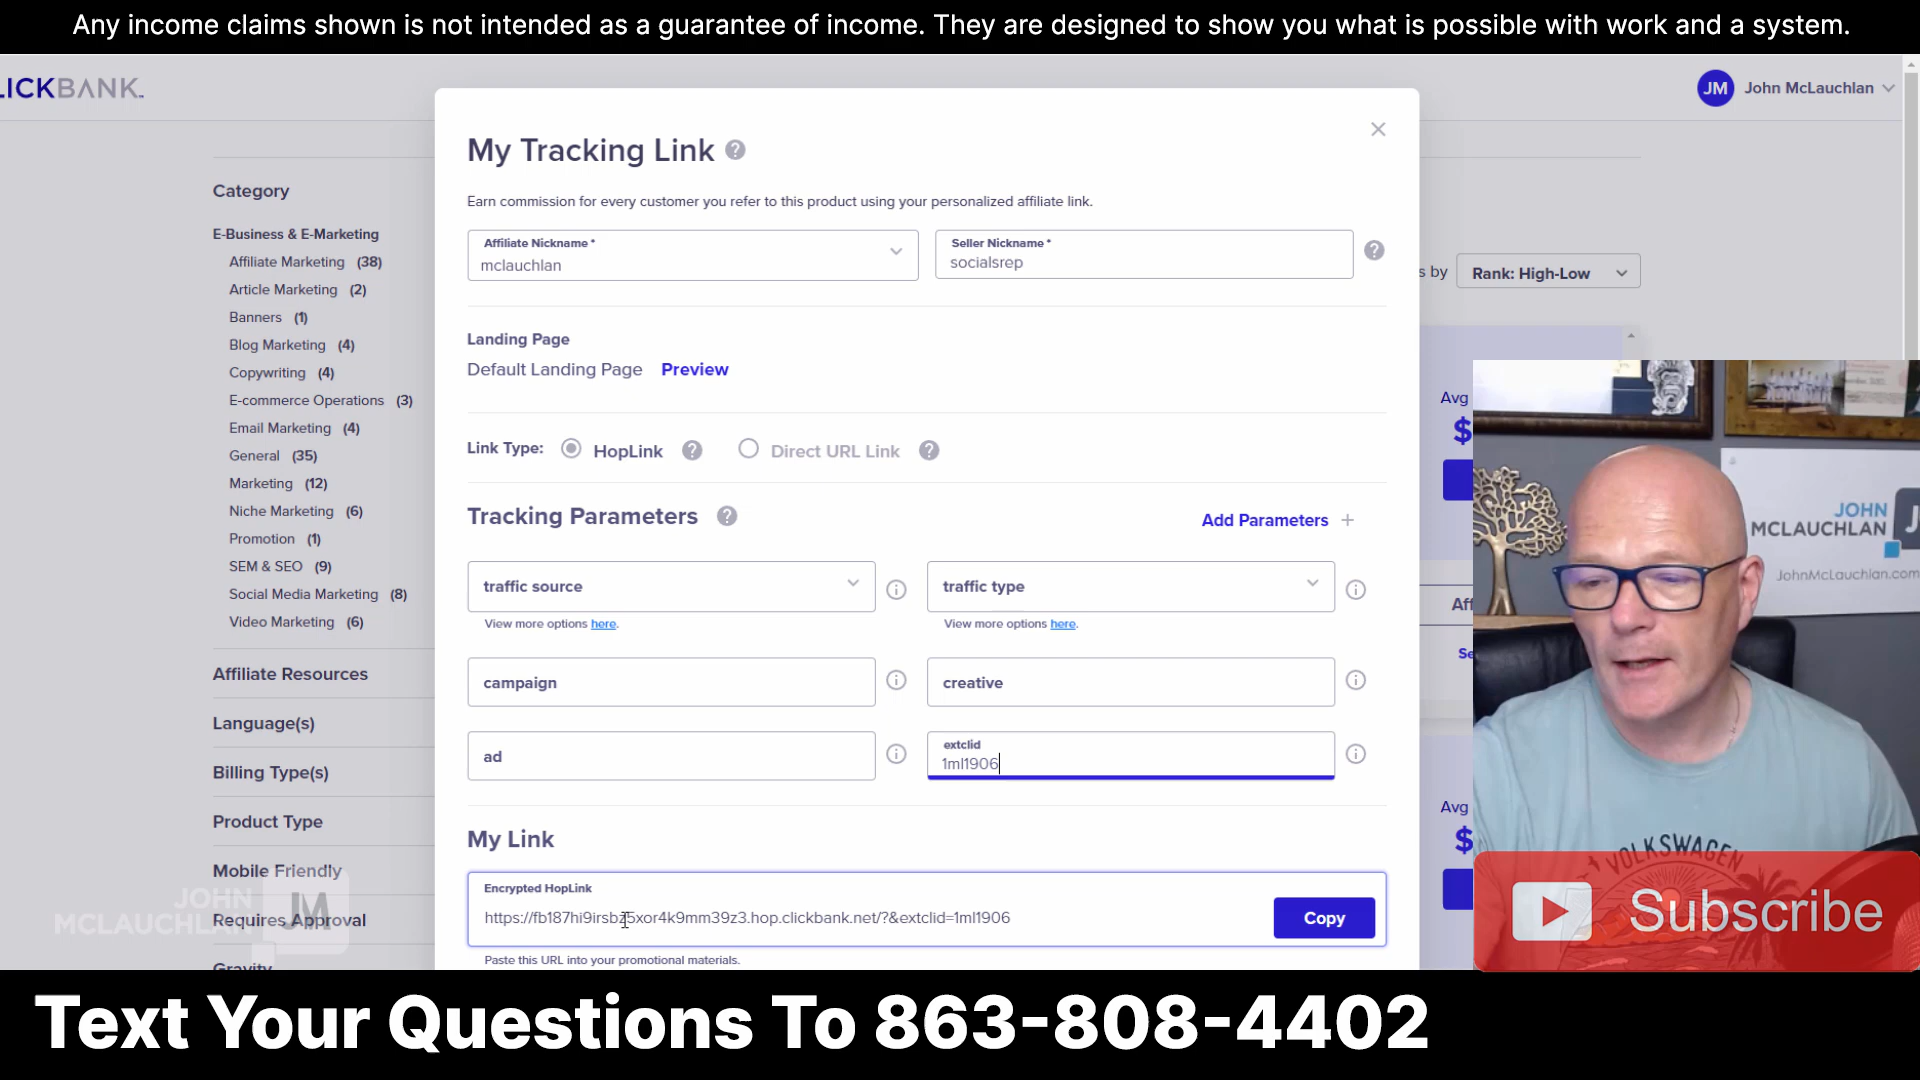 Any income claims shown is not intended as a guarantee of income. They are designed to show you what is possible with work and a system.
LICKBANK
JM John McLauchlan
My Tracking Link ?
Earn commission for every customer you refer to this product using your personalized affiliate link.
Affiliate Nickname *
mclauchlan
Seller Nickname *
socialsrep
?
s by
Rank: High-Low
Category
E-Business & E-Marketing
Affiliate Marketing (38)
Article Marketing (2)
Banners (1)
Blog Marketing (4)
Copywriting (4)
E-commerce Operations (3)
Email Marketing (4)
General (35)
Marketing (12)
Niche Marketing (6)
Promotion (1)
SEM & SEO (9)
Social Media Marketing (8)
Video Marketing (6)
Affiliate Resources
Language(s)
Billing Type(s)
Product Type
Mobile Friendly
Requires Approval
Gravity
Landing Page
Default Landing Page Preview
Link Type: HopLink ? Direct URL Link ?
Tracking Parameters ?
Add Parameters +
traffic source
View more options here.
traffic type
View more options here.
campaign
creative
ad
extclid
1ml1906
My Link
Encrypted HopLink
https://fb187hi9irsbz5xor4k9mm39z3.hop.clickbank.net/?&extclid=1ml1906
Copy
Paste this URL into your promotional materials.
Avg
$
Aff
Se
Avg
$
JOHN
MCLAUCHLAN
JohnMcLauchlan.com
VOLKSWAGEN
Subscribe
JOHN
MCLAUCHLAN
JM
Text Your Questions To 863-808-4402